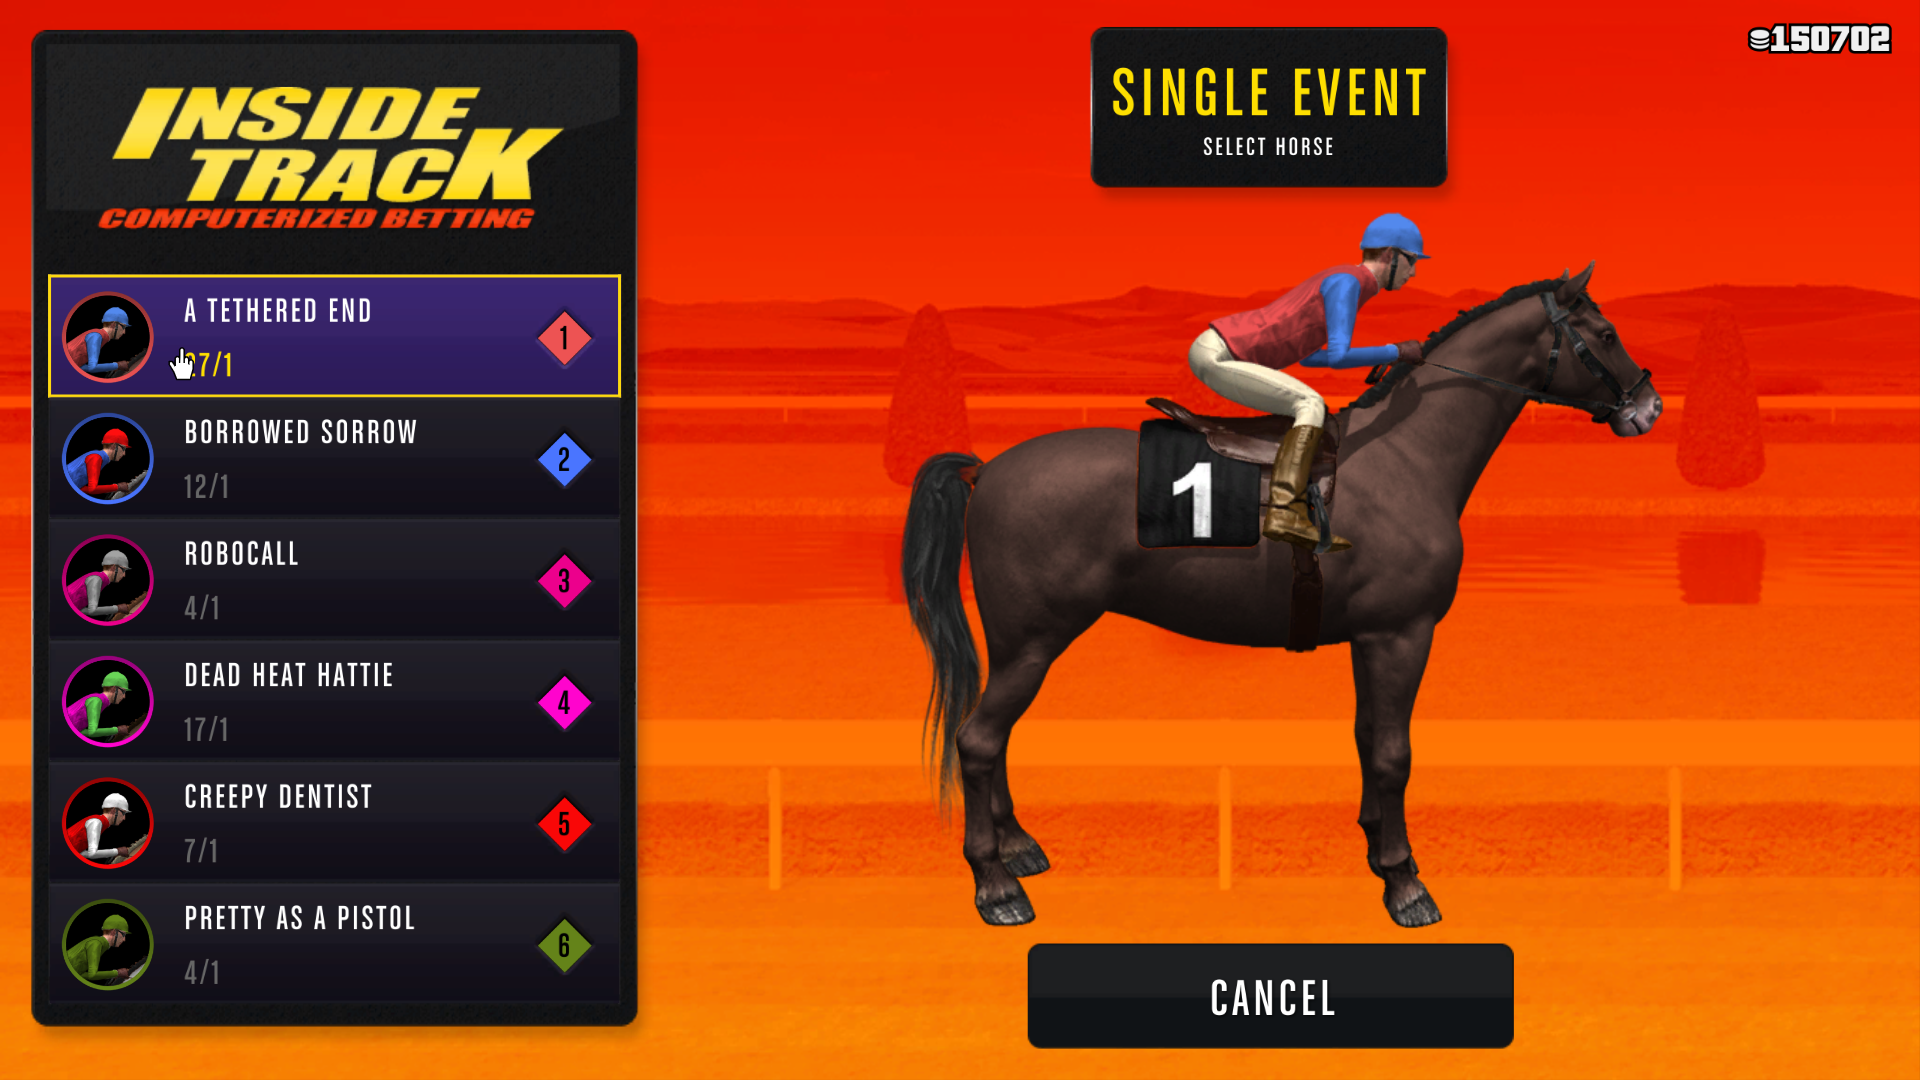 INSIDE
TRACK
COMPUTERIZED BETTING
A TETHERED END
1
7/1
BORROWED SORROW
12/1
2
ROBOCALL
4/1
3
DEAD HEAT HATTIE
17/1
4
CREEPY DENTIST
7/1
5
PRETTY AS A PISTOL
4/1
6
SINGLE EVENT
SELECT HORSE
150702
1
CANCEL